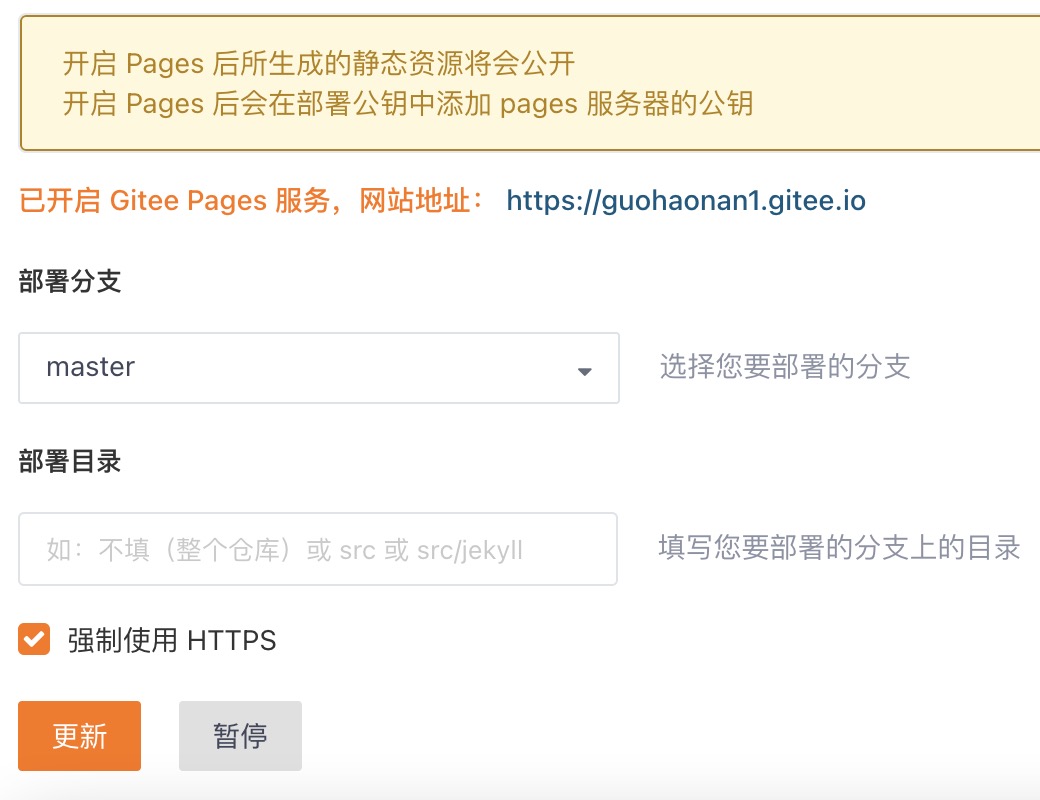 开启 Pages 后所生成的静态资源将会公开
开启 Pages 后会在部署公钥中添加 pages 服务器的公钥
已开启 Gitee Pages 服务，网站地址： https://guohaonan1.gitee.io
部署分支
master 选择您要部署的分支
部署目录
如：不填（整个仓库）或 src 或 src/jekyll 填写您要部署的分支上的目录
强制使用 HTTPS
更新 暂停